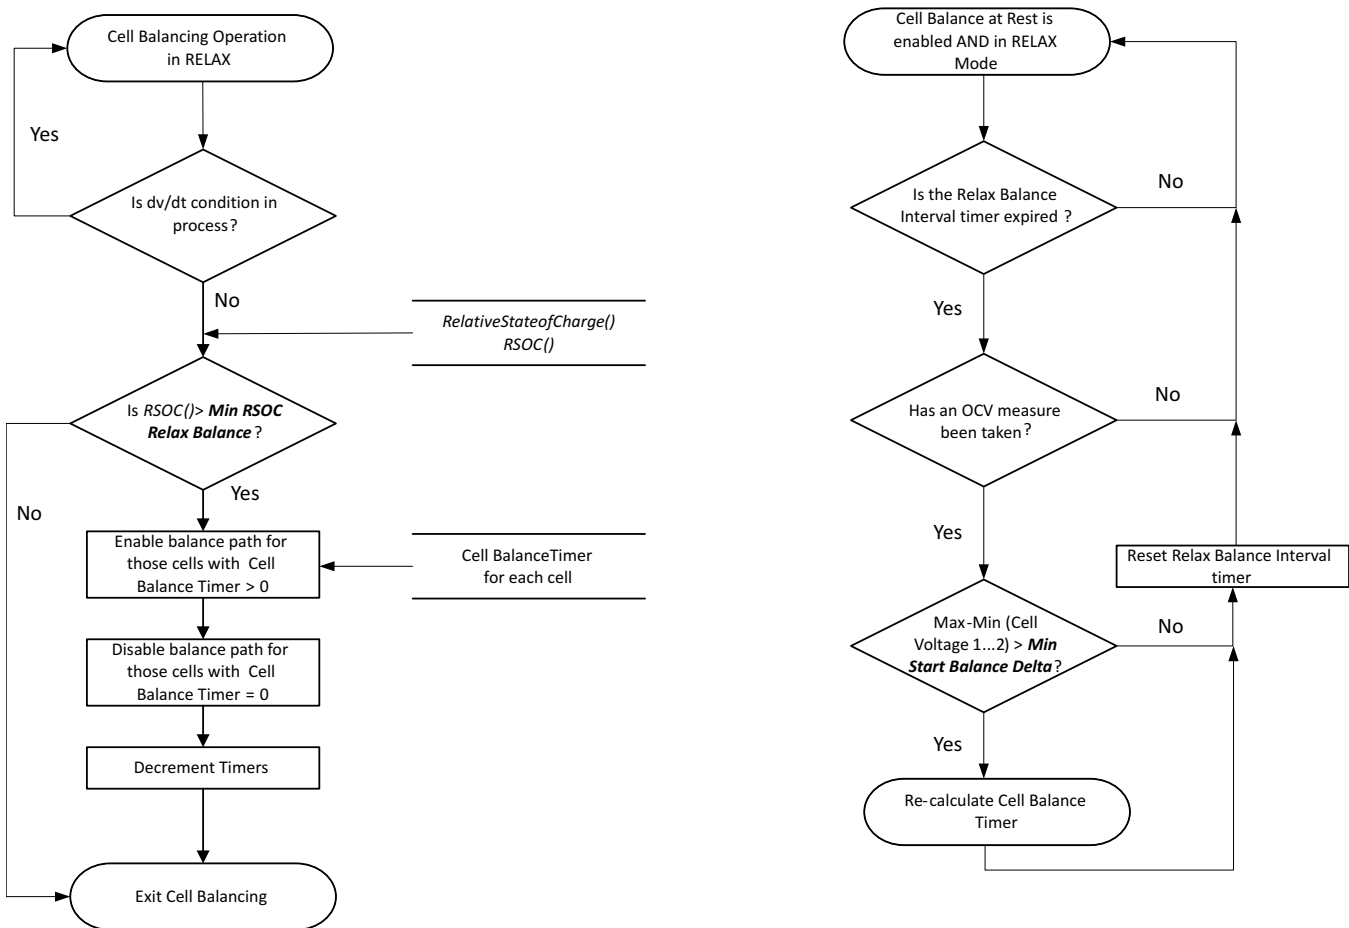 Cell Balancing Operation
in RELAX
Yes
Is dv/dt condition in
process?
No
RelativeStateofCharge()
RSOC()
Is RSOC()> Min RSOC
Relax Balance?
No
Yes
Enable balance path for
those cells with Cell
Balance Timer > 0
Cell BalanceTimer
for each cell
Disable balance path for
those cells with Cell
Balance Timer = 0
Decrement Timers
Exit Cell Balancing
Cell Balance at Rest is
enabled AND in RELAX
Mode
Is the Relax Balance
Interval timer expired ?
No
Yes
Has an OCV measure
been taken?
No
Yes
Reset Relax Balance Interval
timer
Max-Min (Cell
Voltage 1...2) > Min
Start Balance Delta?
No
Yes
Re-calculate Cell Balance
Timer